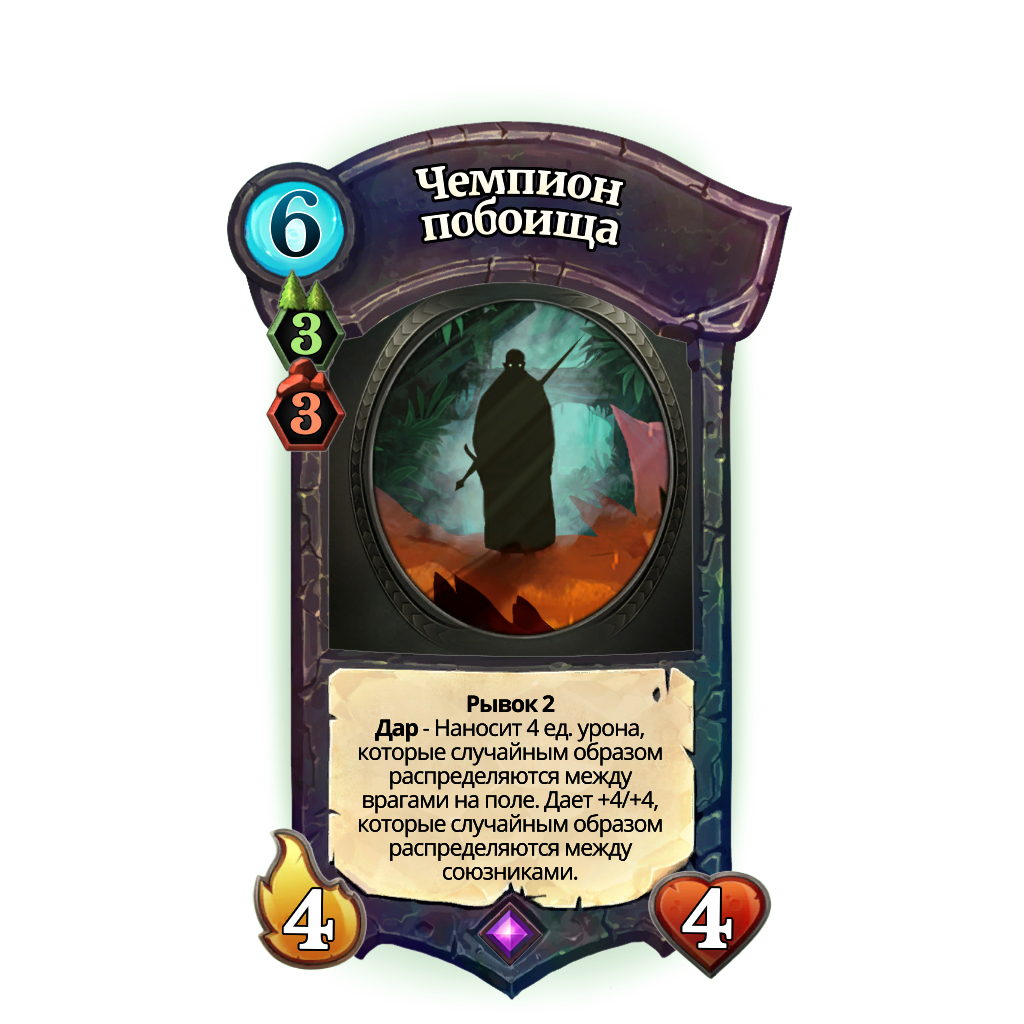 Чемпион
побоища
6
3
3
Рывок 2
Дар - Наносит 4 ед. урона,
которые случайным образом
распределяются между
врагами на поле. Дает +4/+4,
которые случайным образом
распределяются между
союзниками.
4
4